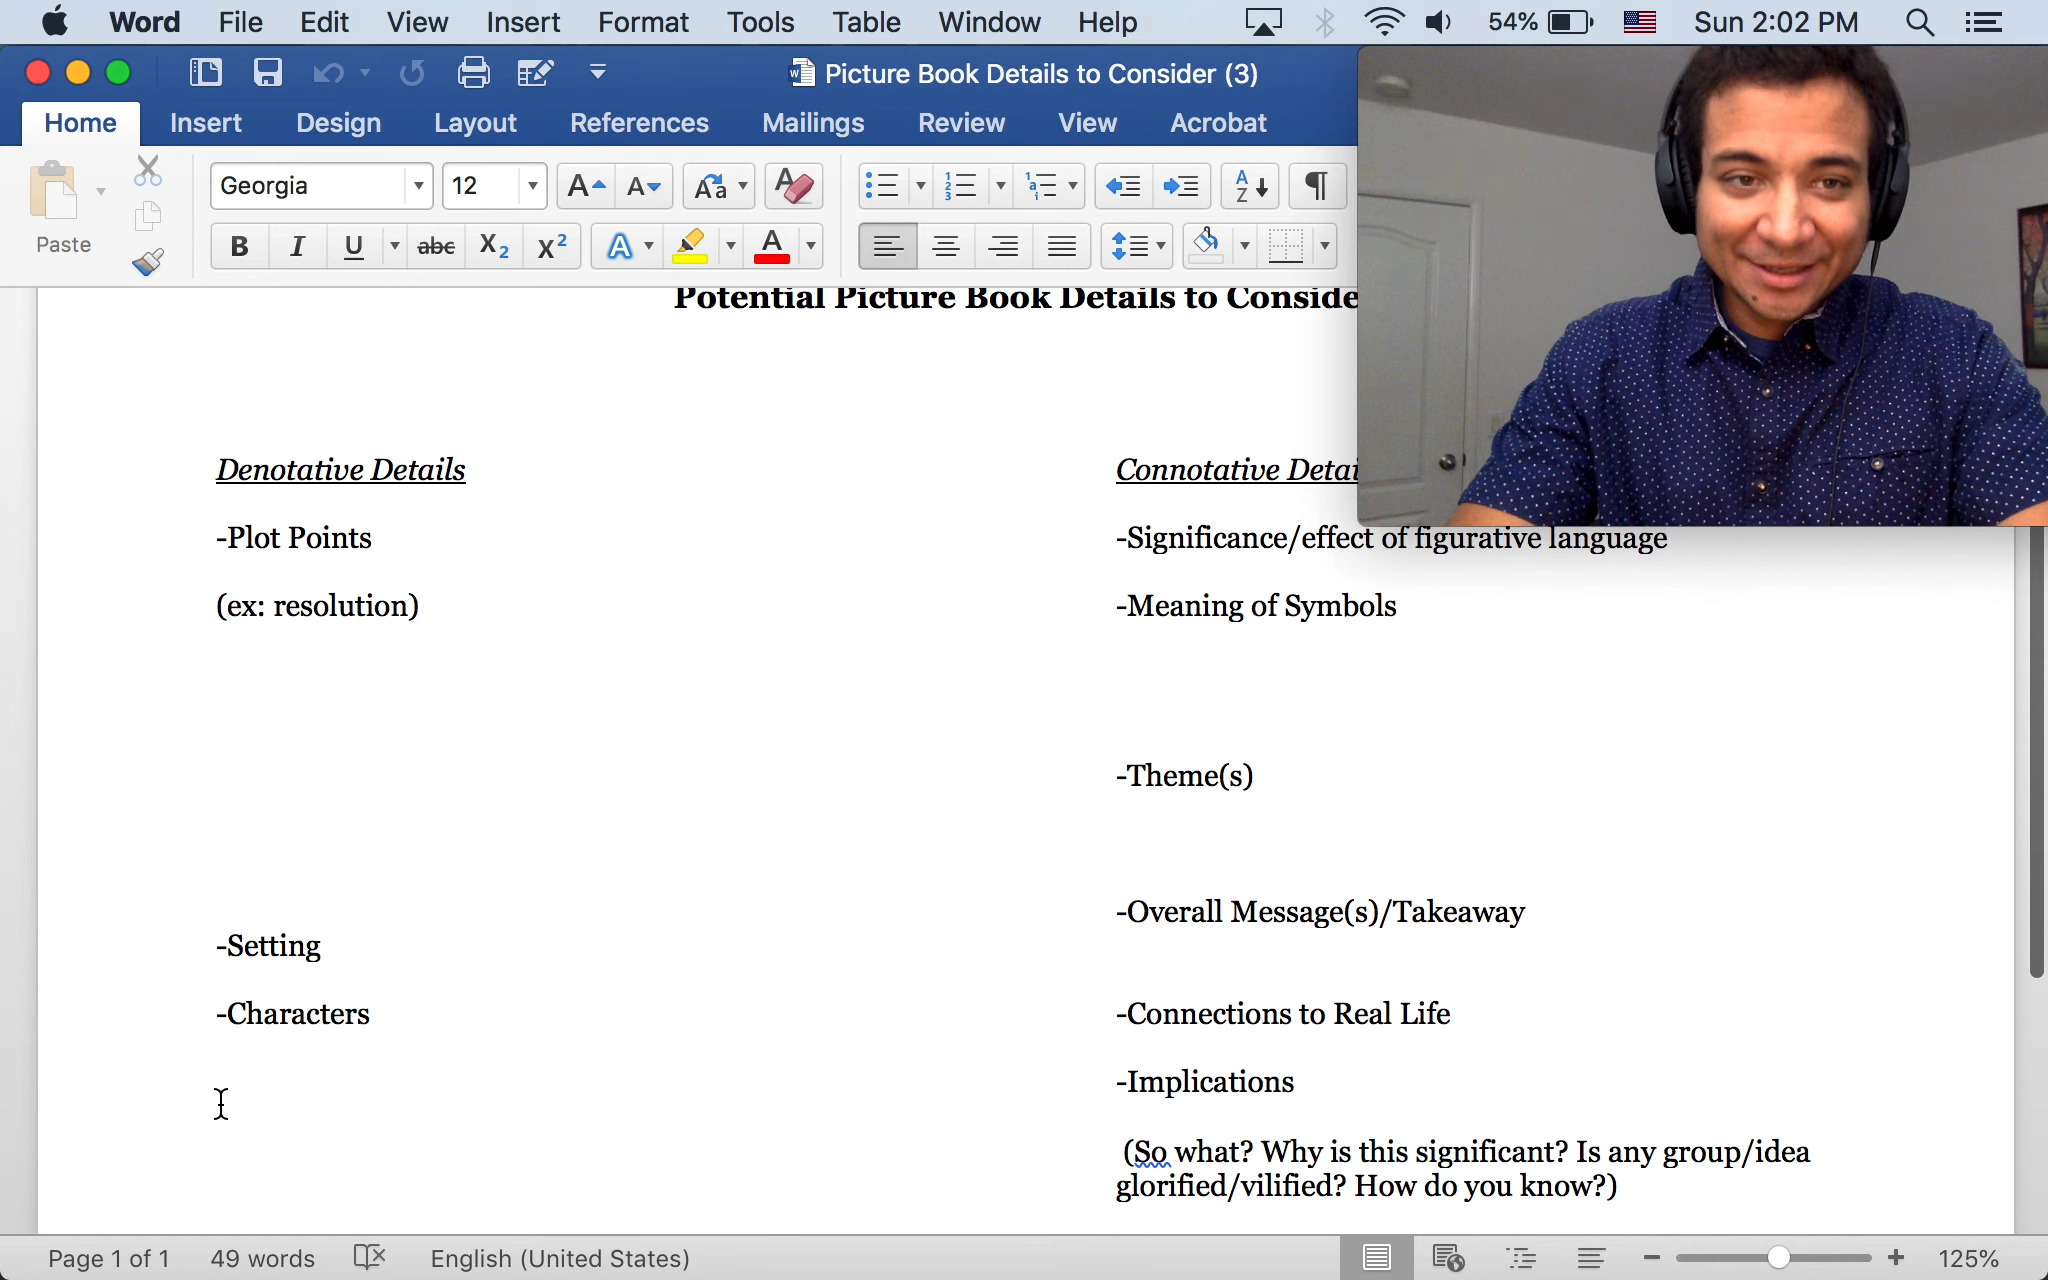 Word File Edit View Insert Format Tools Table Window Help 54% Sun 2:02 PM
Picture Book Details to Consider (3)
Home Insert Design Layout References Mailings Review View Acrobat
Paste
Georgia 12
B I U abc X2 X2 A A
Potential Picture Book Details to Conside
Denotative Details
Connotative Detai
-Plot Points
-Significance/effect of figurative language
(ex: resolution)
-Meaning of Symbols
-Theme(s)
-Overall Message(s)/Takeaway
-Setting
-Characters
-Connections to Real Life
-Implications
(So what? Why is this significant? Is any group/idea
glorified/vilified? How do you know?)
Page 1 of 1 49 words English (United States) 125%